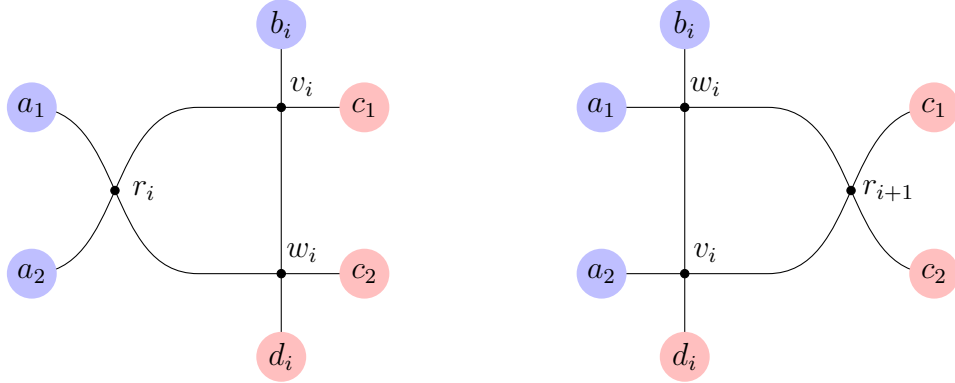 b_i
v_i
a_1
c_1
r_i
a_2
w_i
c_2
d_i
b_i
w_i
a_1
c_1
r_{i+1}
a_2
v_i
c_2
d_i